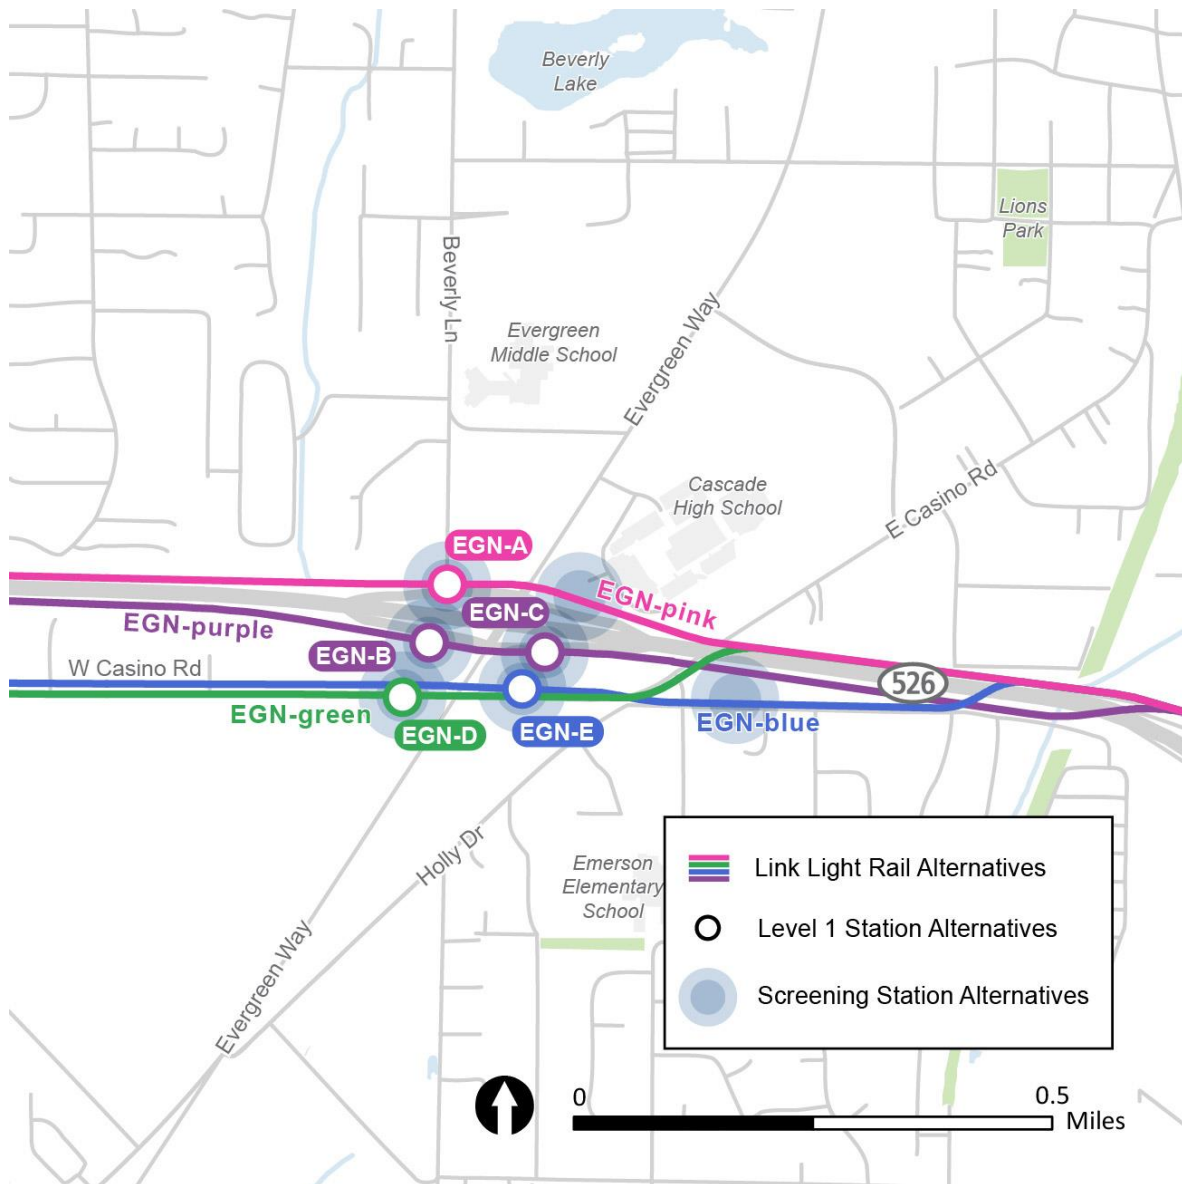 Beverly
Lake
Lions
Park
Beverly Ln
Evergreen Way
Evergreen
Middle School
Cascade
High School
E Casino Rd
EGN-A
EGN-pink
EGN-C
EGN-purple
EGN-B
W Casino Rd
526
EGN-green
EGN-D
EGN-E
EGN-blue
Holly Dr
Emerson
Elementary
School
Evergreen Way
Link Light Rail Alternatives
Level 1 Station Alternatives
Screening Station Alternatives
0
0.5
Miles